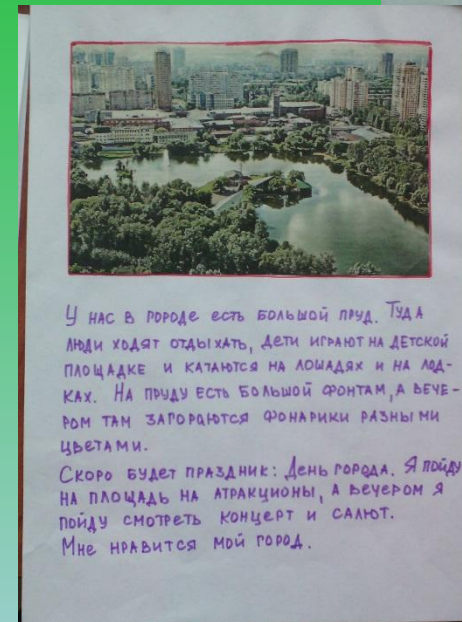 У нас в городе есть большой пруд. Туда
люди ходят отдыхать, дети играют на детской
площадке и катаются на лошадях и на лод-
ках. На пруду есть большой фонтам, а вече-
ром там загораются фонарики разными
цветами.
Скоро будет праздник: День города. Я пойду
на площадь на атракционы, а вечером я
пойду смотреть концерт и салют.
Мне нравится мой город.